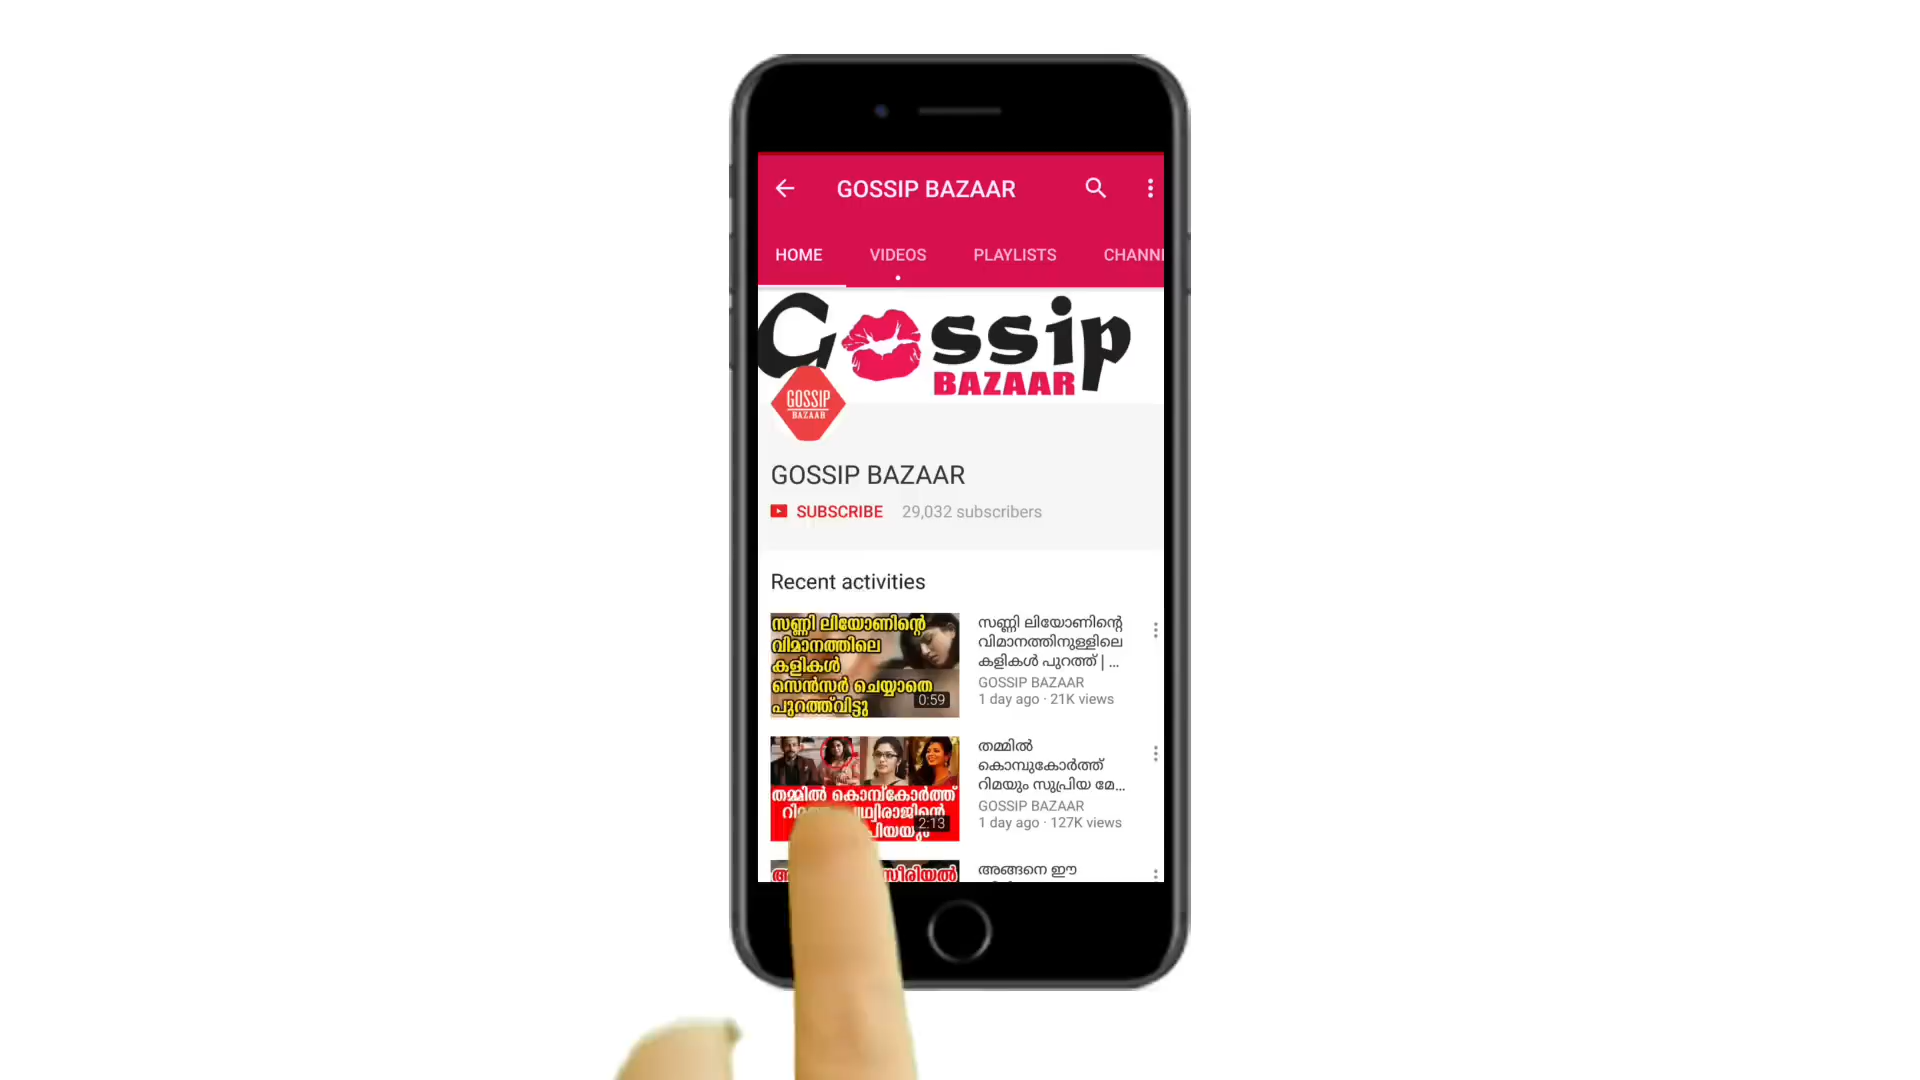 GOSSIP BAZAAR
HOME VIDEOS PLAYLISTS CHANN
Gossip
BAZAAR
GOSSIP
BAZAAR
GOSSIP BAZAAR
SUBSCRIBE 29,032 subscribers
Recent activities
സണ്ണി ലിയോണിന്റെ
വിമാനത്തിലെ
കളികൾ
സെൻസർ ചെയ്യാതെ
പുറത്ത്‌വിട്ടു
0:59
സണ്ണി ലിയോണിന്റെ
വിമാനത്തിനുള്ളിലെ
കളികൾ പുറത്ത് | ...
GOSSIP BAZAAR
1 day ago · 21K views
തമ്മിൽ കൊമ്പ്കോർത്ത്
2:13
തമ്മിൽ
കൊമ്പുകോർത്ത്
റിമയും സുപ്രിയ മേ...
GOSSIP BAZAAR
1 day ago · 127K views
സീരിയൽ
അങ്ങനെ ഈ